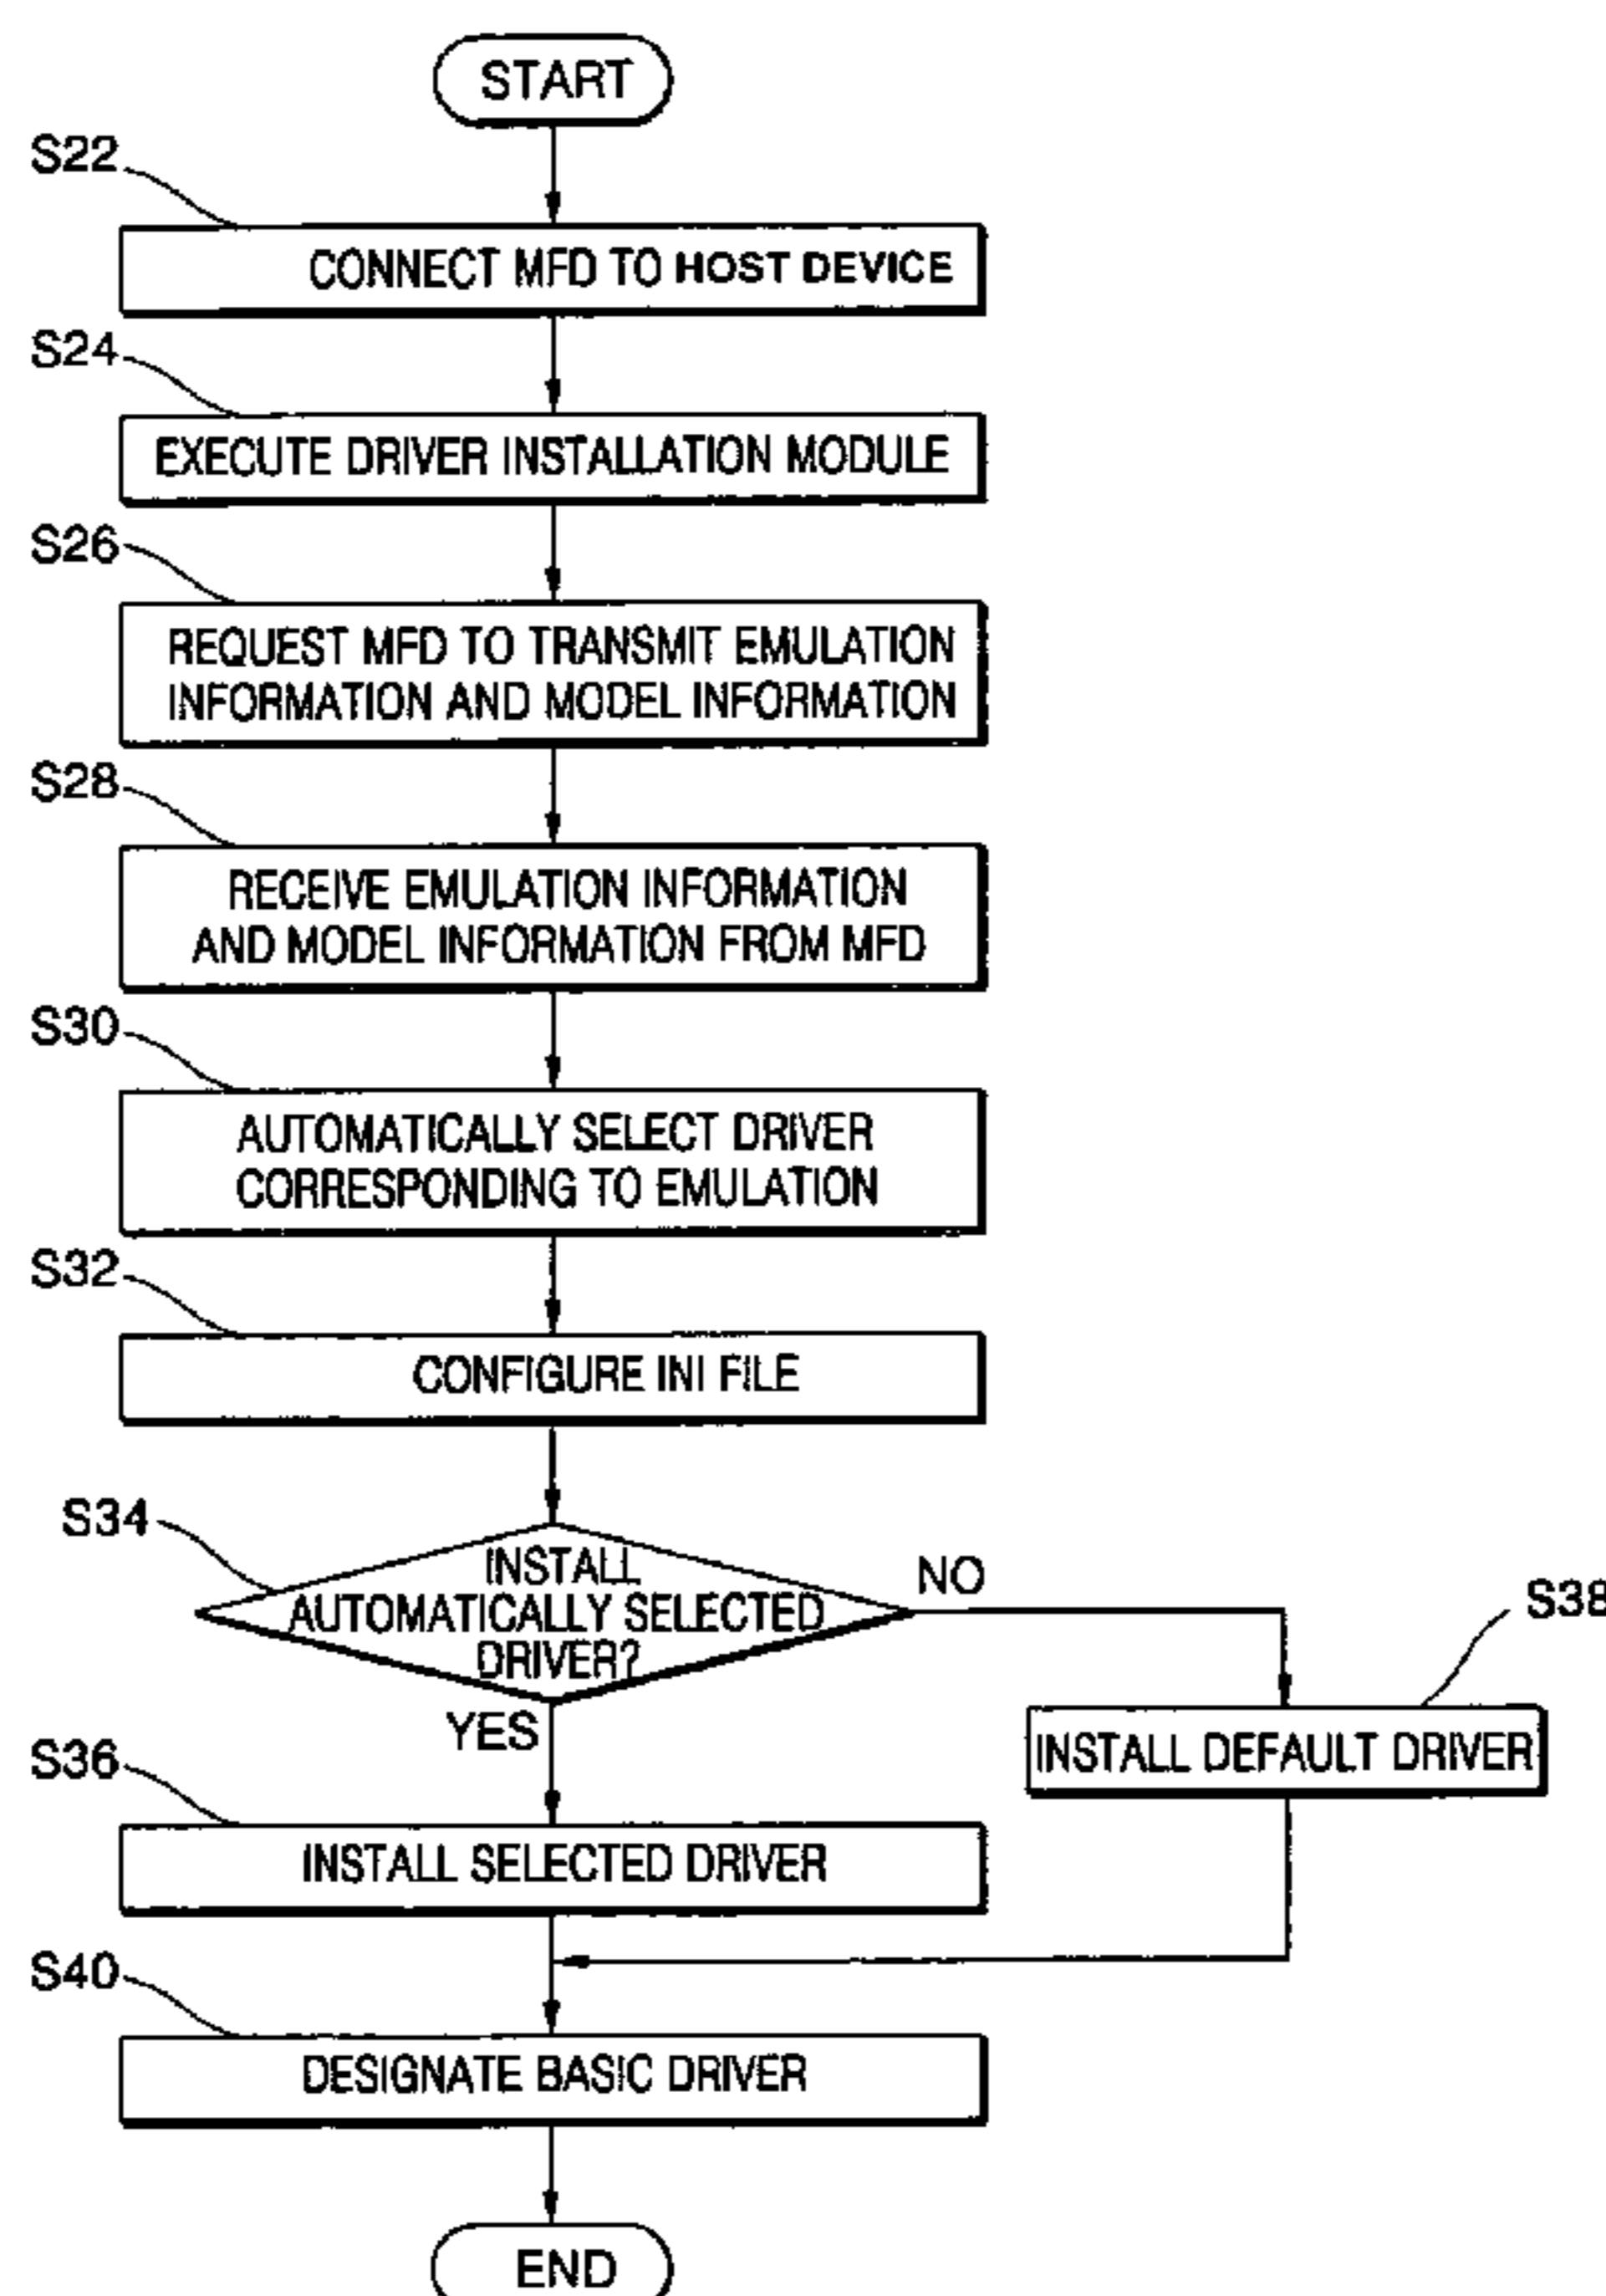 START
S22
CONNECT MFD TO HOST DEVICE
S24
EXECUTE DRIVER INSTALLATION MODULE
S26
REQUEST MFD TO TRANSMIT EMULATION
INFORMATION AND MODEL INFORMATION
S28
RECEIVE EMULATION INFORMATION
AND MODEL INFORMATION FROM MFD
S30
AUTOMATICALLY SELECT DRIVER
CORRESPONDING TO EMULATION
S32
CONFIGURE INI FILE
S34
INSTALL
AUTOMATICALLY SELECTED
DRIVER?
NO
S38
INSTALL DEFAULT DRIVER
YES
S36
INSTALL SELECTED DRIVER
S40
DESIGNATE BASIC DRIVER
END